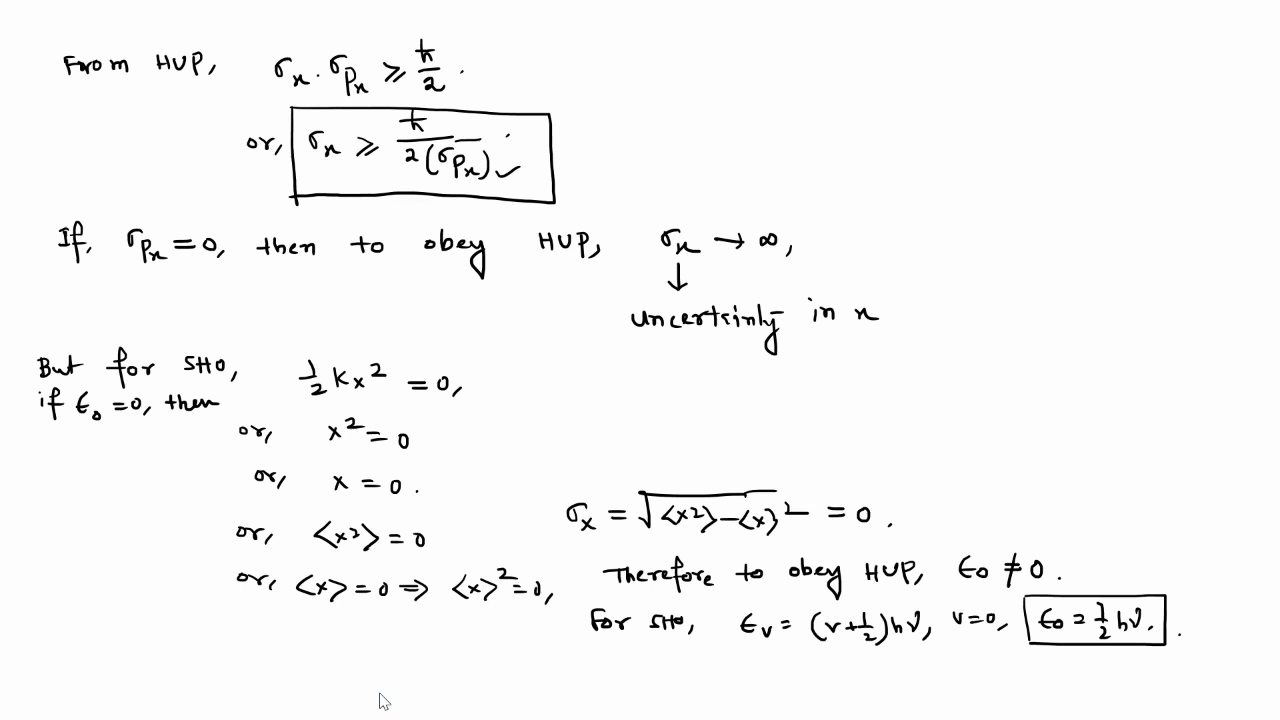 From HUP, σx . σPx ⩾ ħ/2 .
or, σx ⩾ ħ/2(σPx) ✓
If, σPx = 0, then to obey HUP, σx → ∞,
↓
uncertainty in x
But for SHO, 1/2 kx² = 0,
if ϵ₀ = 0, then
or, x² = 0
or, x = 0 .
or, ⟨x²⟩ = 0
or, ⟨x⟩ = 0 ⇒ ⟨x⟩² = 0,
σx = √⟨x²⟩ – ⟨x⟩² = 0 .
Therefore to obey HUP, ϵ₀ ≠ 0 .
For SHO, ϵv = (v + 1/2) hν, v = 0, ϵ₀ = 1/2 hν. .